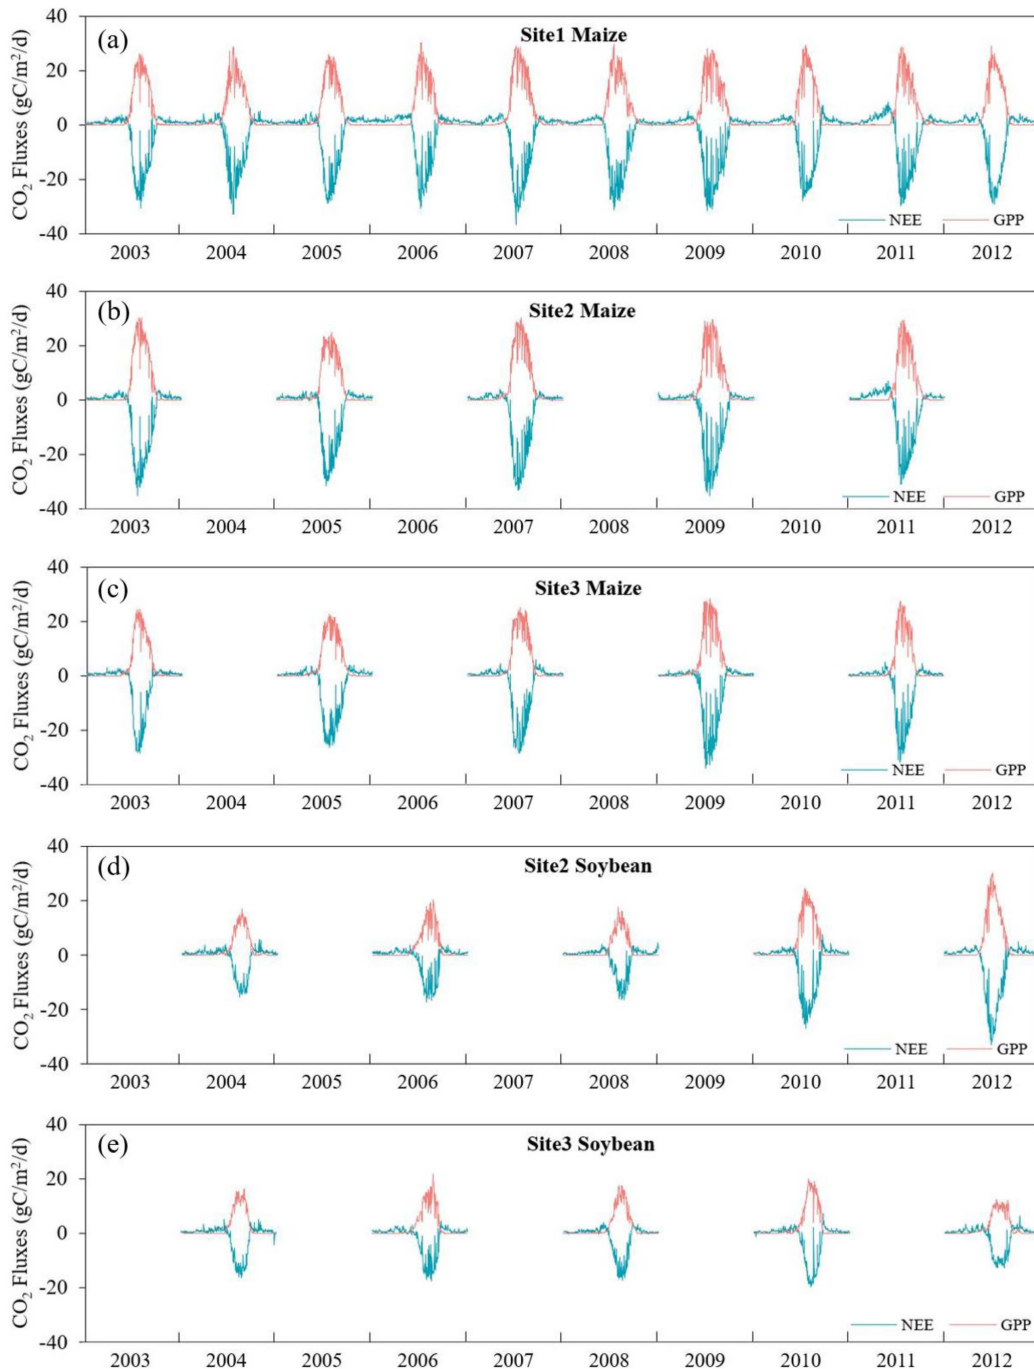 (a) Site1 Maize
CO2 Fluxes (gC/m2/d)
40
20
0
-20
-40
NEE GPP
2003 2004 2005 2006 2007 2008 2009 2010 2011 2012
(b) Site2 Maize
CO2 Fluxes (gC/m2/d)
40
20
0
-20
-40
NEE GPP
2003 2004 2005 2006 2007 2008 2009 2010 2011 2012
(c) Site3 Maize
CO2 Fluxes (gC/m2/d)
40
20
0
-20
-40
NEE GPP
2003 2004 2005 2006 2007 2008 2009 2010 2011 2012
(d) Site2 Soybean
CO2 Fluxes (gC/m2/d)
40
20
0
-20
-40
NEE GPP
2003 2004 2005 2006 2007 2008 2009 2010 2011 2012
(e) Site3 Soybean
CO2 Fluxes (gC/m2/d)
40
20
0
-20
-40
NEE GPP
2003 2004 2005 2006 2007 2008 2009 2010 2011 2012